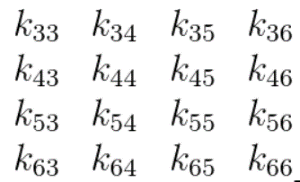 k₃₃ k₃₄ k₃₅ k₃₆
k₄₃ k₄₄ k₄₅ k₄₆
k₅₃ k₅₄ k₅₅ k₅₆
k₆₃ k₆₄ k₆₅ k₆₆